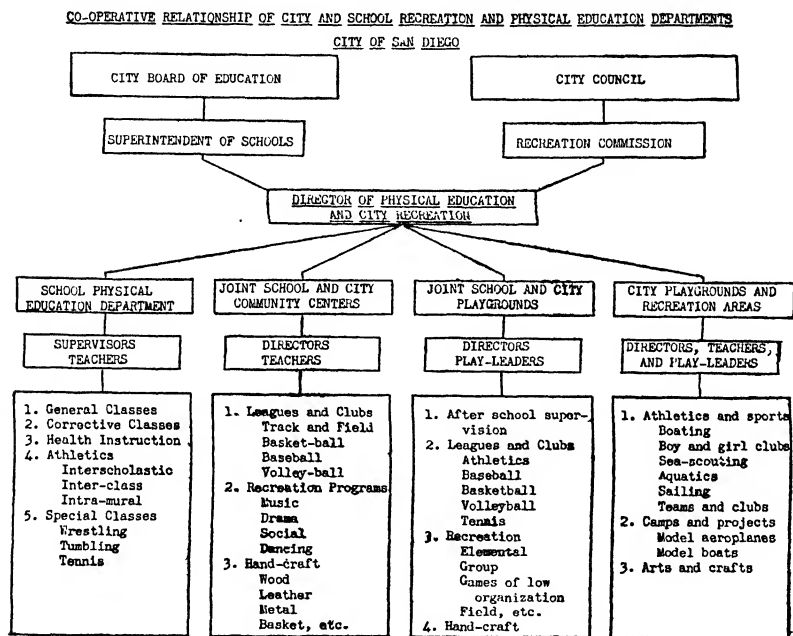 CO-OPERATIVE RELATIONSHIP OF CITY AND SCHOOL RECREATION AND PHYSICAL EDUCATION DEPARTMENTS
CITY OF SAN DIEGO
CITY BOARD OF EDUCATION
CITY COUNCIL
SUPERINTENDENT OF SCHOOLS
RECREATION COMMISSION
DIRECTOR OF PHYSICAL EDUCATION
AND CITY RECREATION
SCHOOL PHYSICAL
EDUCATION DEPARTMENT
SUPERVISORS
TEACHERS
1. General Classes
2. Corrective Classes
3. Health Instruction
4. Athletics
Interscholastic
Inter-class
Intra-mural
5. Special Classes
Wrestling
Tumbling
Tennis
JOINT SCHOOL AND CITY
COMMUNITY CENTERS
DIRECTORS
TEACHERS
1. Leagues and Clubs
Track and Field
Basket-ball
Baseball
Volley-ball
2. Recreation Programs
Music
Drama
Social
Dancing
3. Hand-craft
Wood
Leather
Metal
Basket, etc.
JOINT SCHOOL AND CITY
PLAYGROUNDS
DIRECTORS
PLAY-LEADERS
1. After school super-
vision
2. Leagues and Clubs
Athletics
Baseball
Basketball
Volleyball
Tennis
3. Recreation
Elemental
Group
Games of low
organization
Field, etc.
4. Hand-craft
CITY PLAYGROUNDS AND
RECREATION AREAS
DIRECTORS, TEACHERS,
AND PLAY-LEADERS
1. Athletics and sports
Boating
Boy and girl clubs
Sea-scouting
Aquatics
Sailing
Teams and clubs
2. Camps and projects
Model aeroplanes
Model boats
3. Arts and crafts